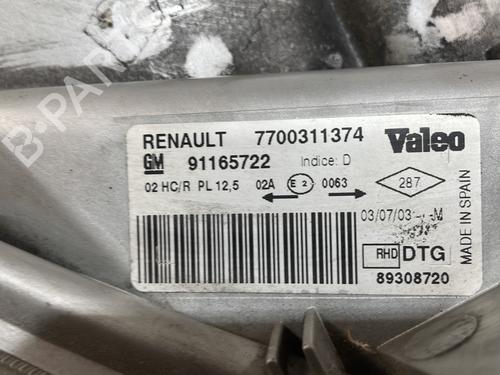 RENAULT 7700311374 Valeo
GM 91165722 Indice: D
02 HC/R PL 12,5 02A E 2 0063 287
03/07/03
MADE IN SPAIN
RHD DTG
89308720
B-PARTS